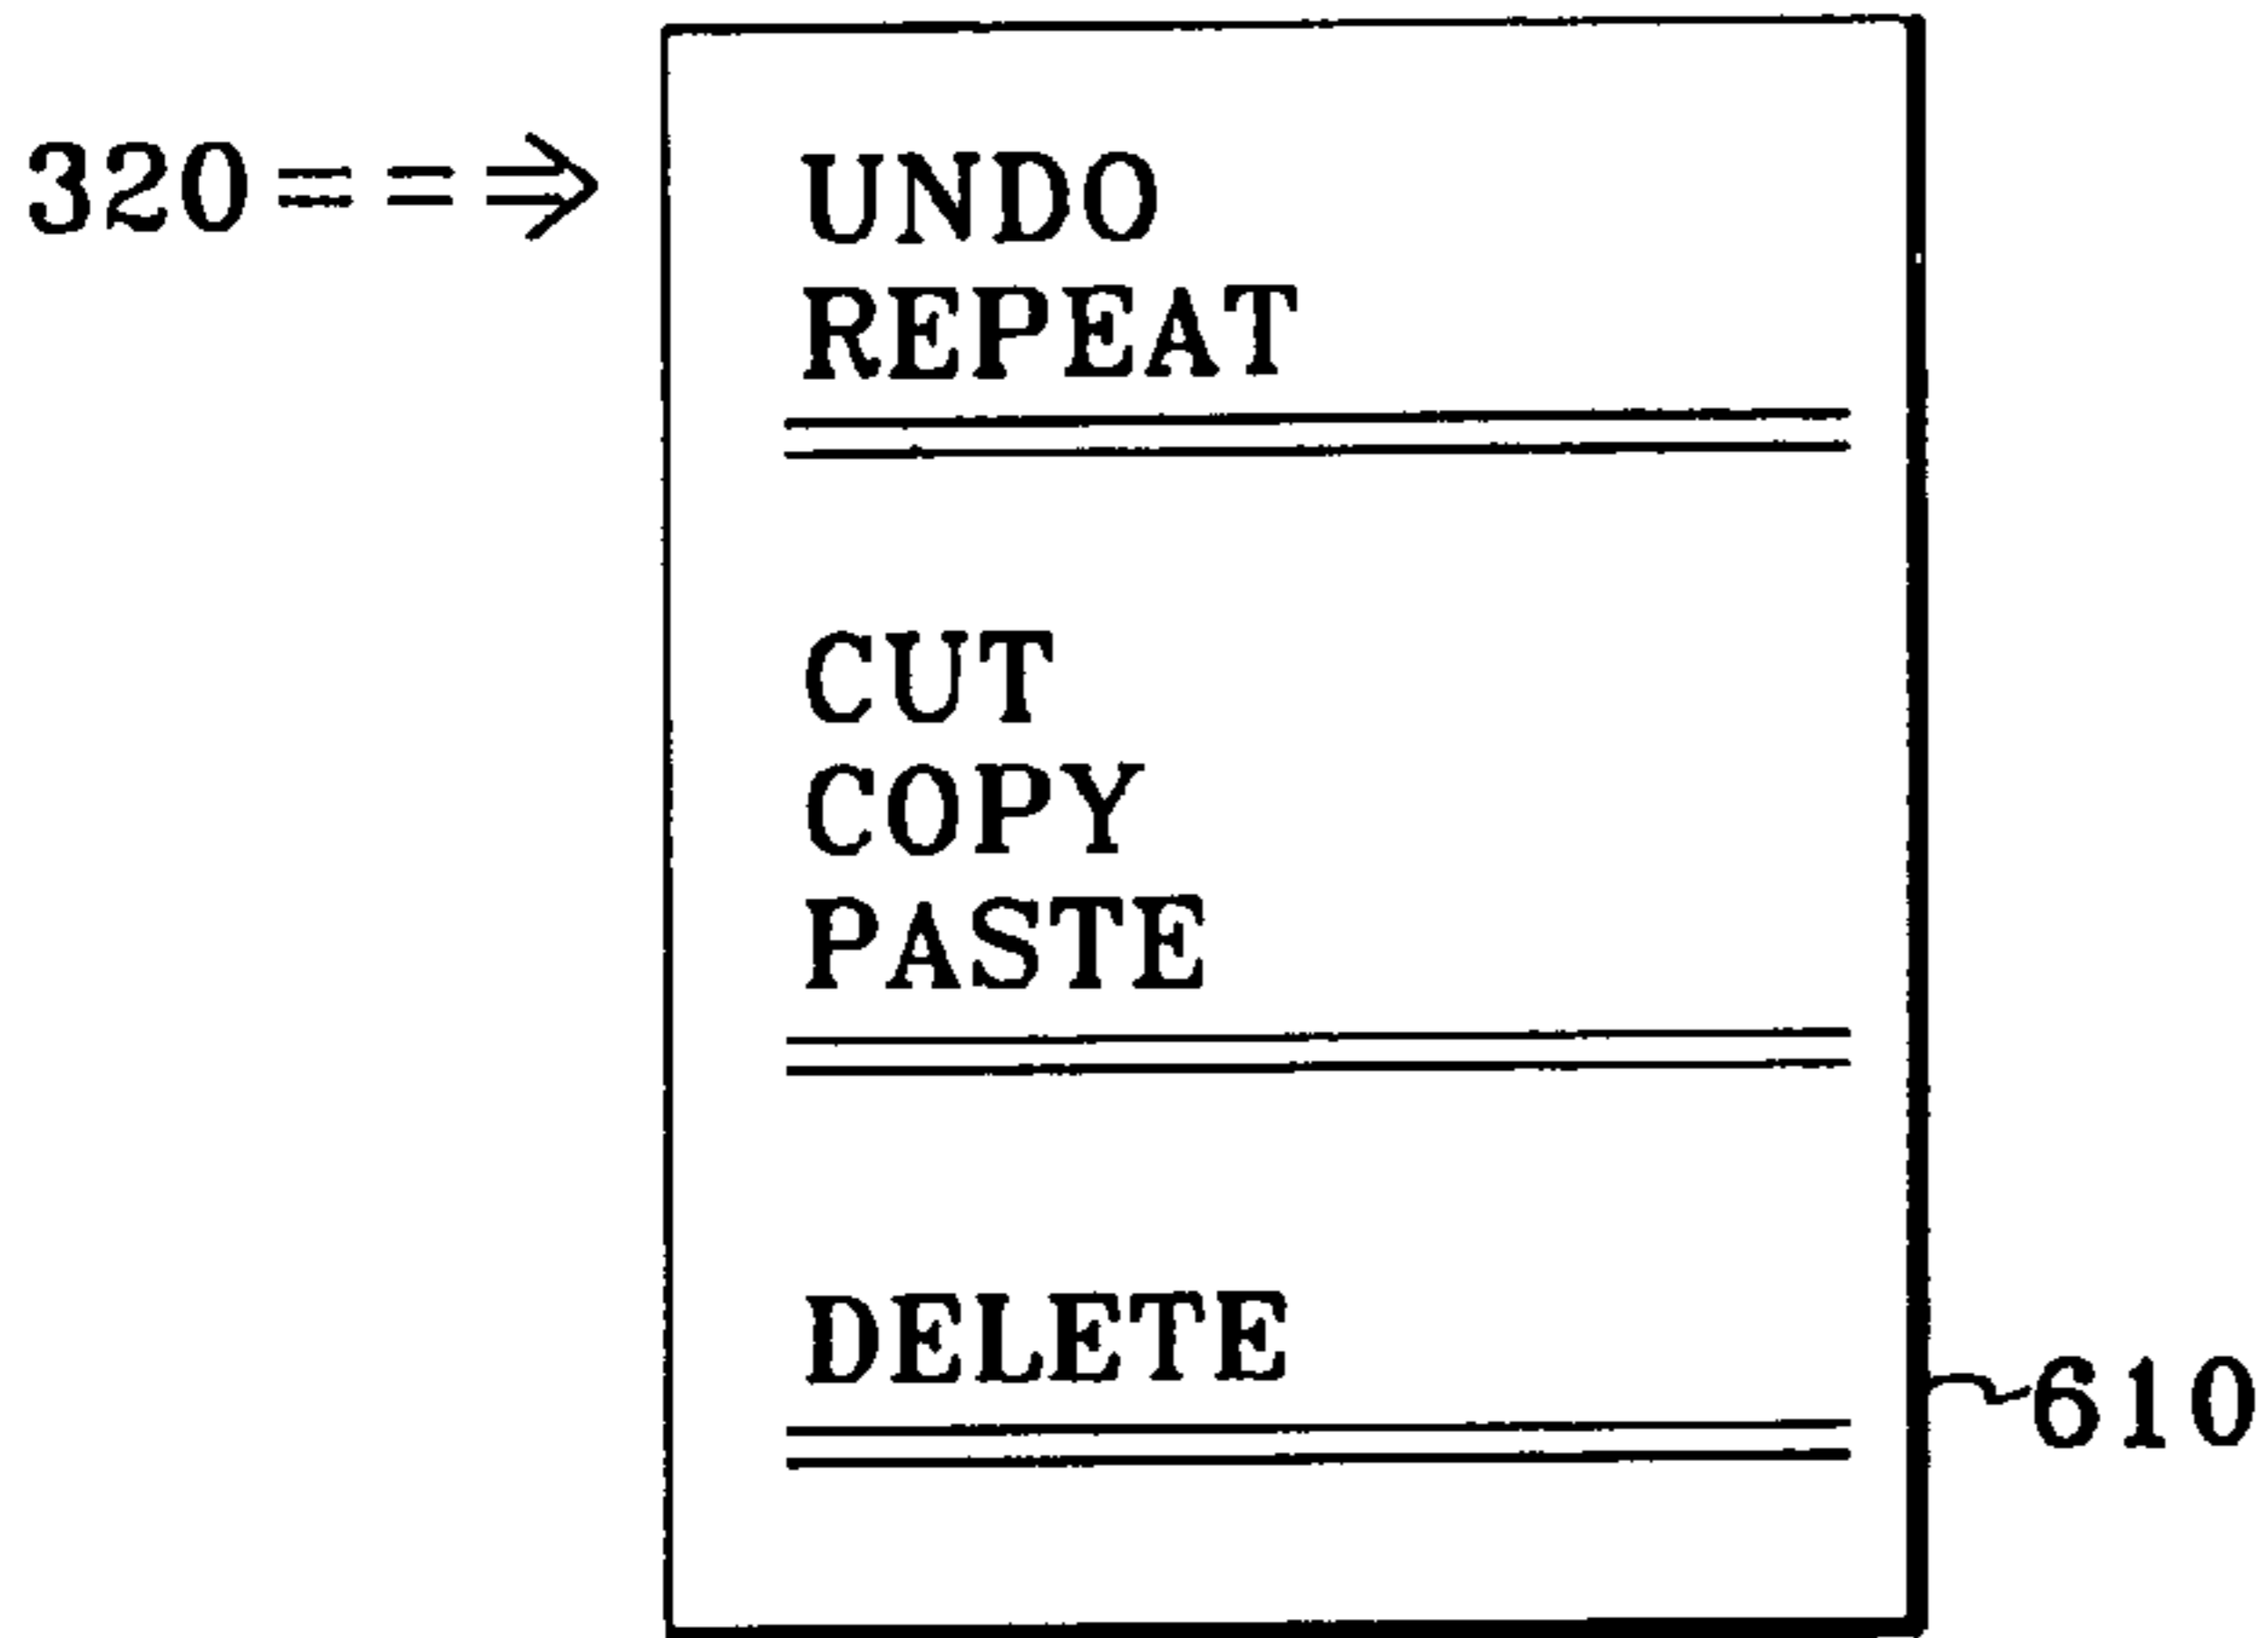 320==⇒
UNDO
REPEAT
CUT
COPY
PASTE
DELETE
610